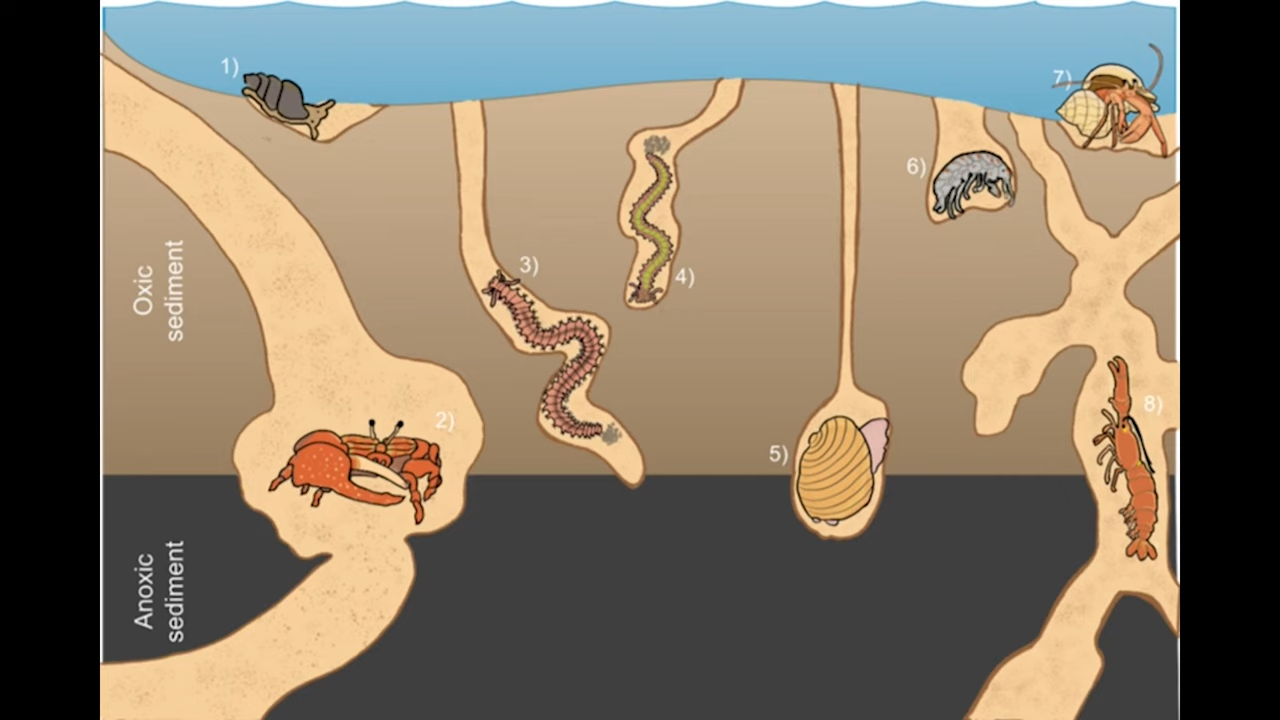 1)
7)
6)
3)
4)
Oxic
sediment
8)
2)
5)
Anoxic
sediment